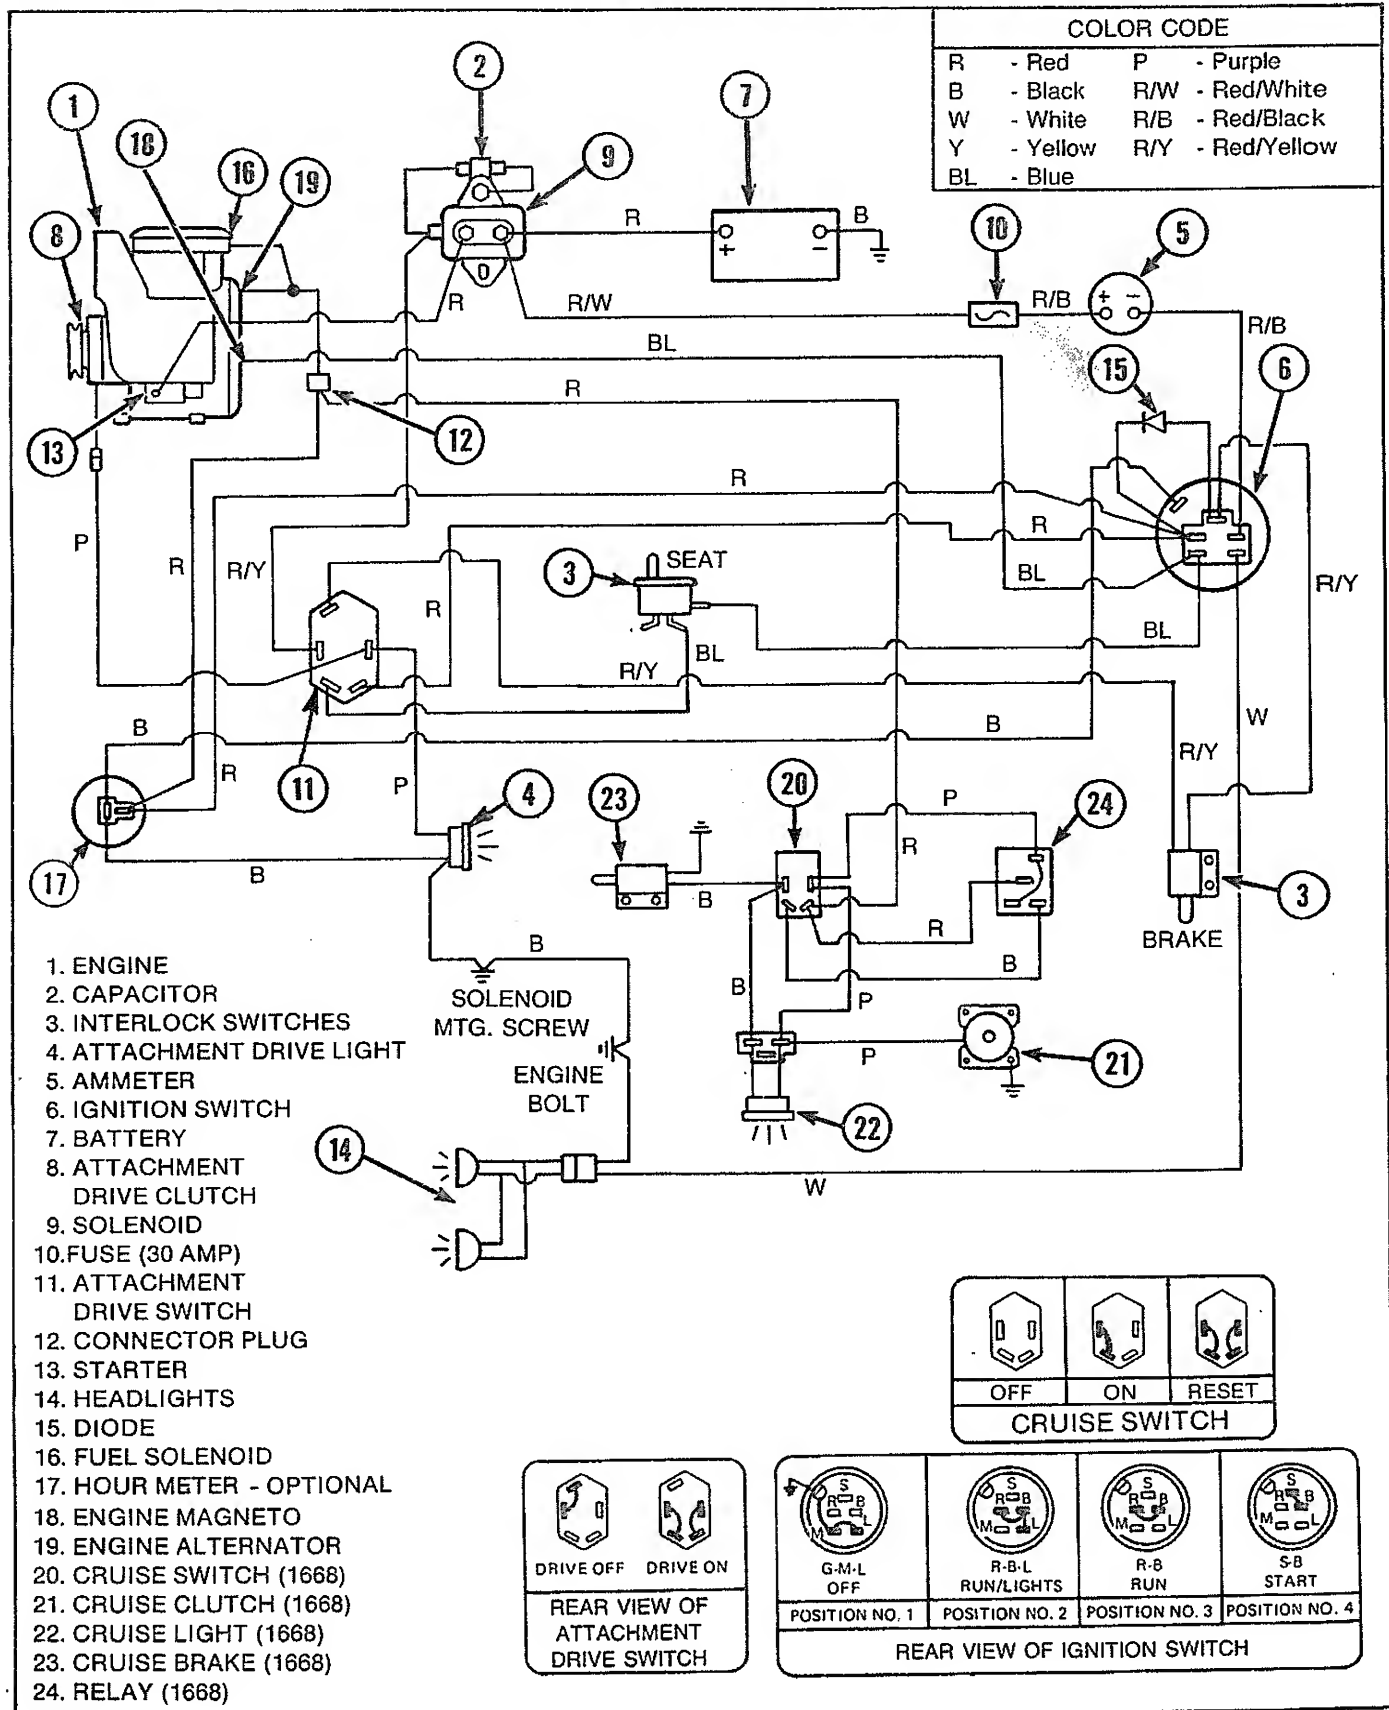 COLOR CODE
R - Red P - Purple
B - Black R/W - Red/White
W - White R/B - Red/Black
Y - Yellow R/Y - Red/Yellow
BL - Blue
1
2
7
18
16
19
9
8
10
5
R
B
+
−
R
R/W
R/B
+ −
R/B
BL
15
6
R
13
12
R
P
R
R/Y
R
3
SEAT
BL
R/Y
R
BL
BL
R/Y
B
B
W
R/Y
R
11
P
4
23
20
P
24
R
17
B
B
R
3
BRAKE
B
B
B
P
SOLENOID
MTG. SCREW
ENGINE
BOLT
P
21
22
14
W
1. ENGINE
2. CAPACITOR
3. INTERLOCK SWITCHES
4. ATTACHMENT DRIVE LIGHT
5. AMMETER
6. IGNITION SWITCH
7. BATTERY
8. ATTACHMENT
DRIVE CLUTCH
9. SOLENOID
10.FUSE (30 AMP)
11. ATTACHMENT
DRIVE SWITCH
12. CONNECTOR PLUG
13. STARTER
14. HEADLIGHTS
15. DIODE
16. FUEL SOLENOID
17. HOUR METER - OPTIONAL
18. ENGINE MAGNETO
19. ENGINE ALTERNATOR
20. CRUISE SWITCH (1668)
21. CRUISE CLUTCH (1668)
22. CRUISE LIGHT (1668)
23. CRUISE BRAKE (1668)
24. RELAY (1668)
OFF ON RESET
CRUISE SWITCH
DRIVE OFF DRIVE ON
REAR VIEW OF
ATTACHMENT
DRIVE SWITCH
S S S S
R B R B R B R B
M L M L M L M L
G-M-L R-B-L R-B S-B
OFF RUN/LIGHTS RUN START
POSITION NO. 1 POSITION NO. 2 POSITION NO. 3 POSITION NO. 4
REAR VIEW OF IGNITION SWITCH